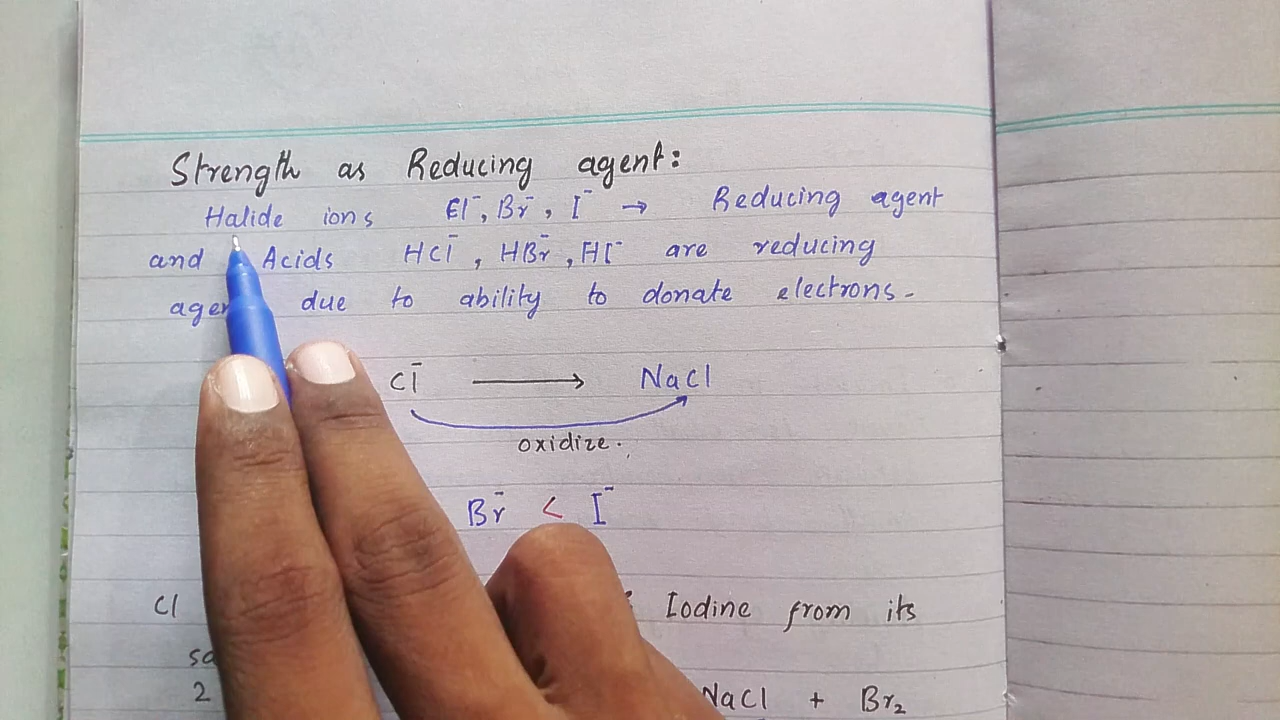 Strength as Reducing agent:
Halide ions Cl⁻, Br⁻, I⁻ → Reducing agent
and Acids HCl⁻, HBr⁻, HI⁻ are reducing
due to ability to donate electrons.
Cl⁻ ⟶ NaCl
oxidize.
Br⁻ < I⁻
Cl Iodine from its
2 NaCl + Br₂